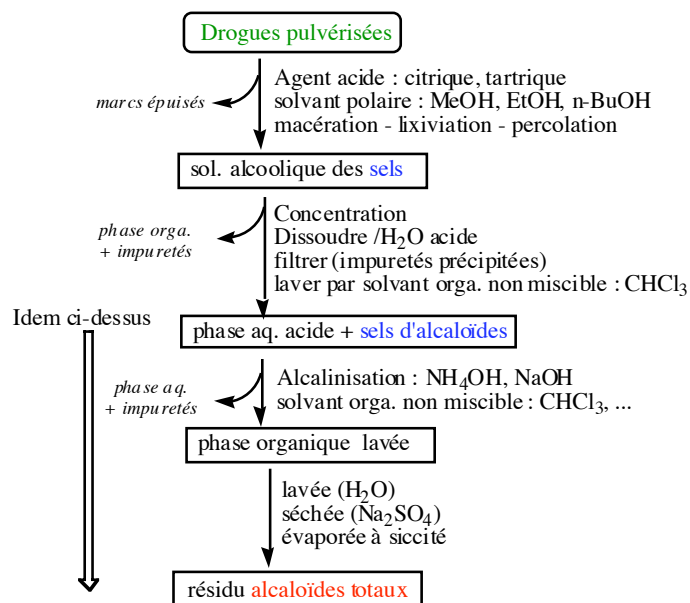 Drogues pulvérisées
Agent acide : citrique, tartrique
marcs épuisés
solvant polaire : MeOH, EtOH, n-BuOH
macération - lixiviation - percolation
sol. alcoolique des sels
Concentration
phase orga.
+ impuretés
Dissoudre /H2O acide
filtrer (impuretés précipitées)
laver par solvant orga. non miscible : CHCl3
Idem ci-dessus
phase aq. acide + sels d'alcaloïdes
phase aq.
+ impuretés
Alcalinisation : NH4OH, NaOH
solvant orga. non miscible : CHCl3, ...
phase organique lavée
lavée (H2O)
séchée (Na2SO4)
évaporée à siccité
résidu alcaloïdes totaux